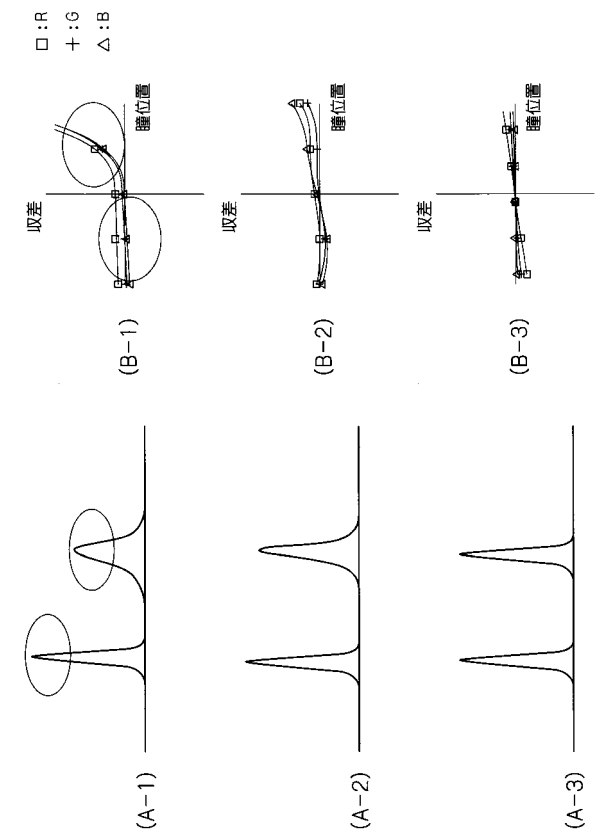 □:R
+:G
△:B
(A-1)
(B-1)
収差
瞳位置
(A-2)
(B-2)
収差
瞳位置
(A-3)
(B-3)
収差
瞳位置